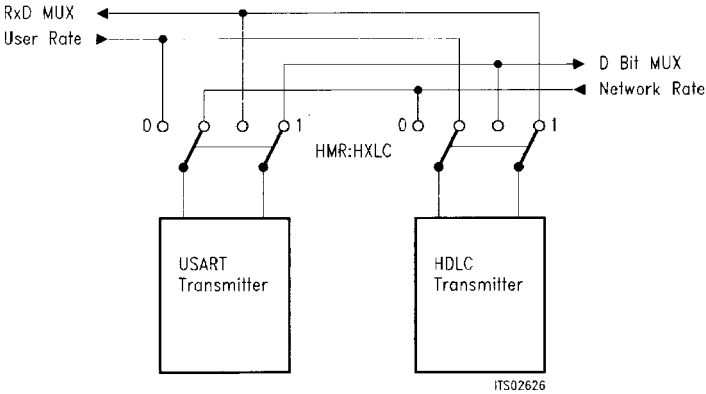 RxD MUX
User Rate
D Bit MUX
Network Rate
0 1 HMR:HXLC 0 1
USART
Transmitter
HDLC
Transmitter
ITS02626